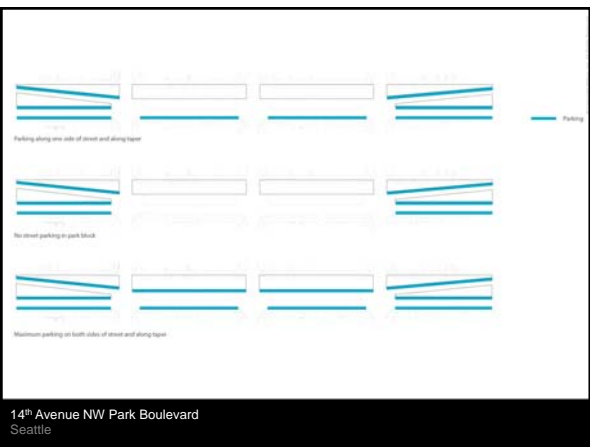 Parking
Parking along one side of street and along taper
No street parking in park block
Maximum parking on both sides of street and along taper
14th Avenue NW Park Boulevard
Seattle